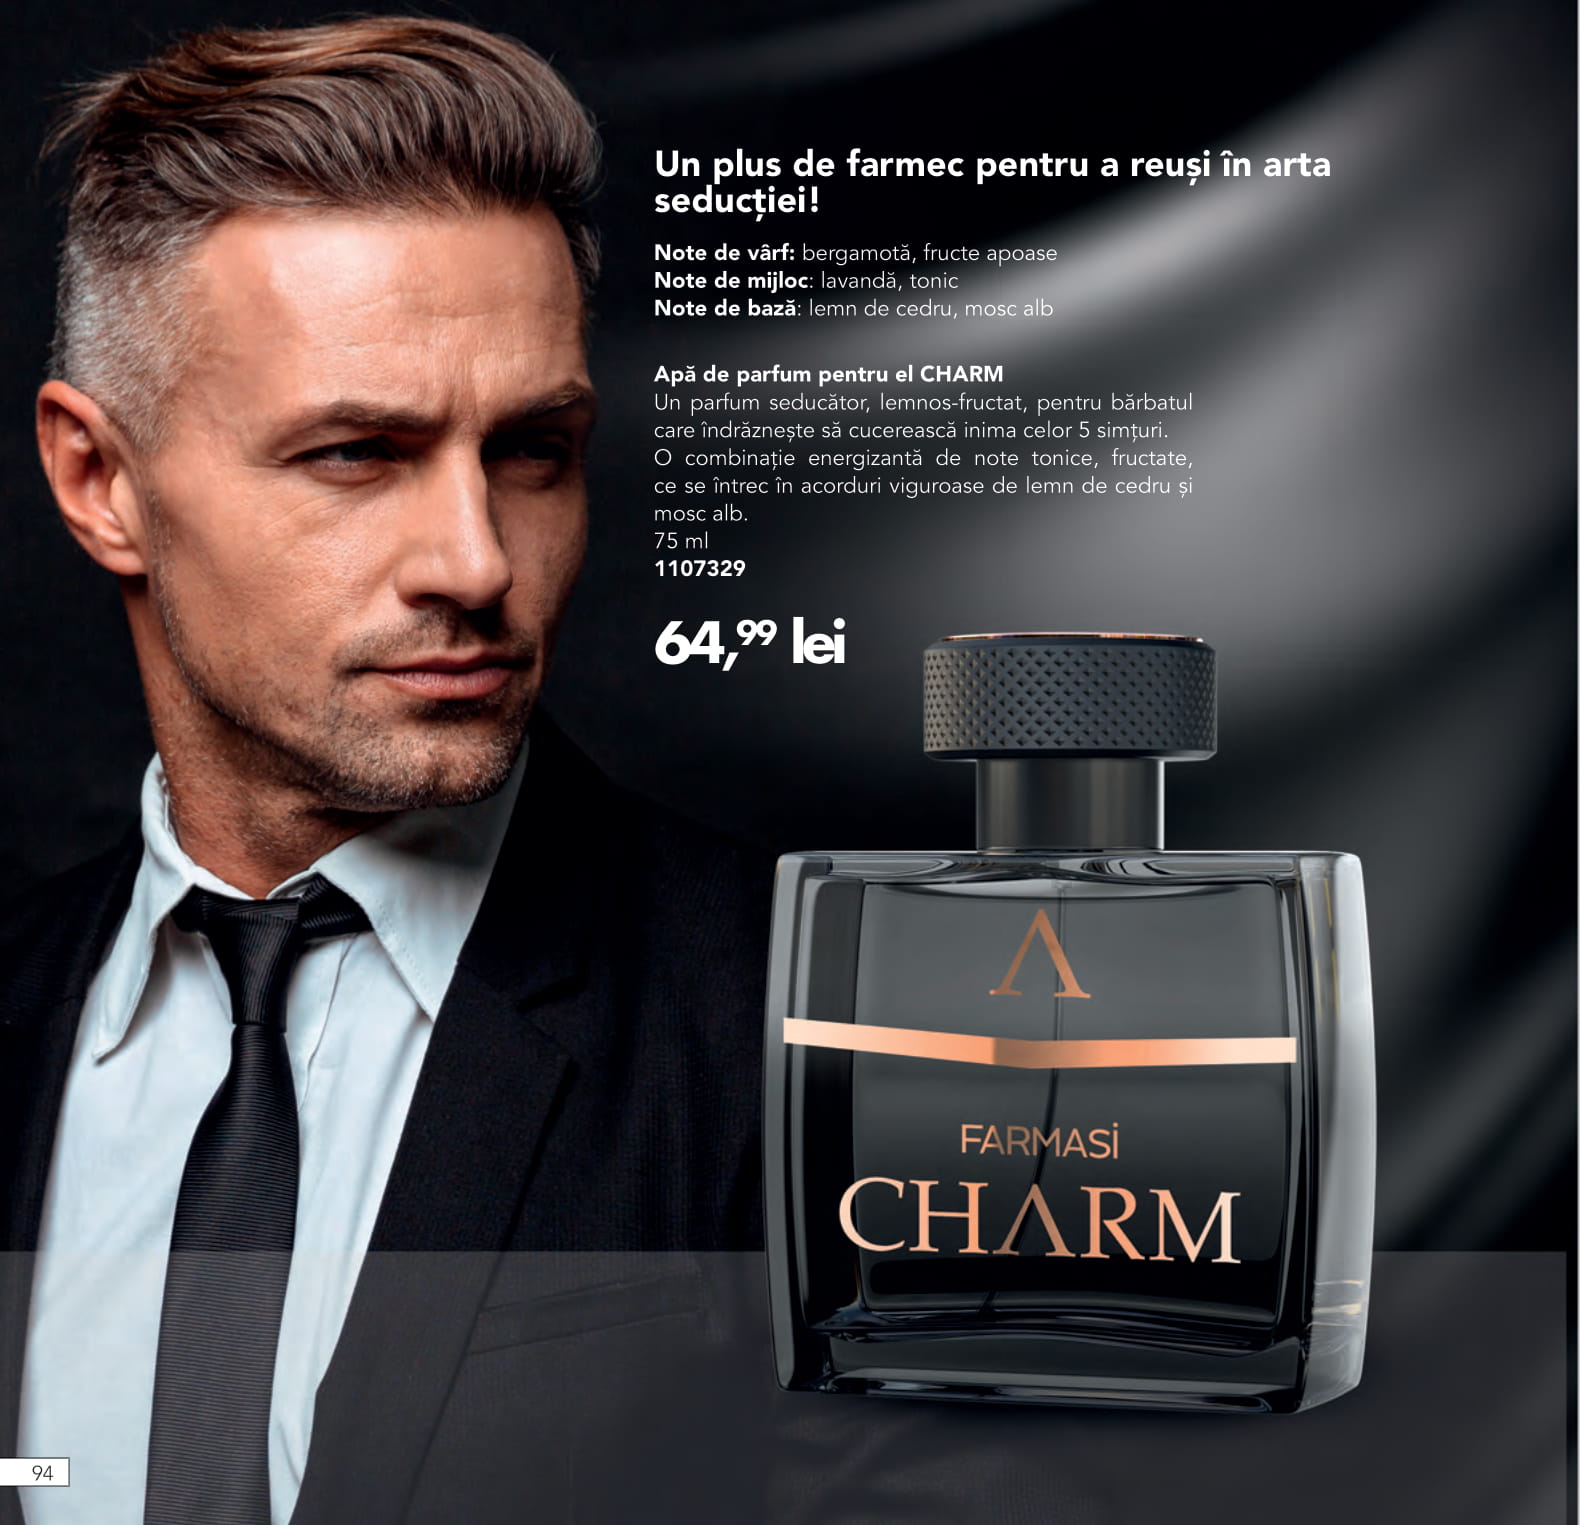 Un plus de farmec pentru a reuși în arta
seducției!
Note de vârf: bergamotă, fructe apoase
Note de mijloc: lavandă, tonic
Note de bază: lemn de cedru, mosc alb
Apă de parfum pentru el CHARM
Un parfum seducător, lemnos-fructat, pentru bărbatul
care îndrăznește să cucerească inima celor 5 simțuri.
O combinație energizantă de note tonice, fructate,
ce se întrec în acorduri viguroase de lemn de cedru și
mosc alb.
75 ml
1107329
64,99 lei
FARMASİ
CHΛRM
94